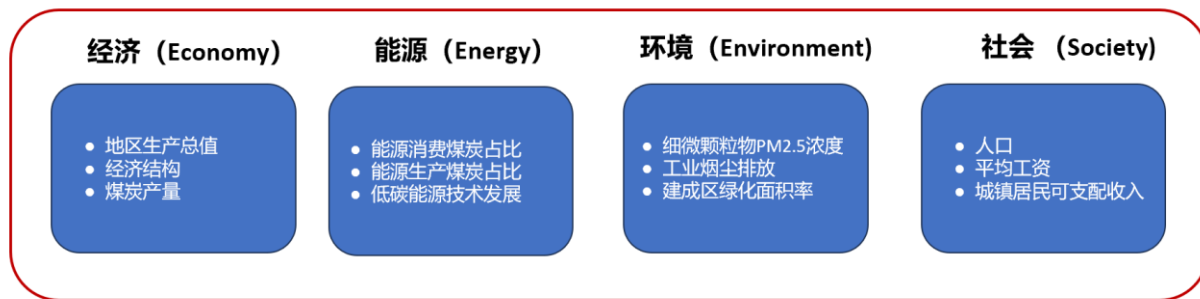 经济（Economy）
• 地区生产总值
• 经济结构
• 煤炭产量
能源（Energy）
• 能源消费煤炭占比
• 能源生产煤炭占比
• 低碳能源技术发展
环境（Environment)
• 细微颗粒物PM2.5浓度
• 工业烟尘排放
• 建成区绿化面积率
社会 （Society)
• 人口
• 平均工资
• 城镇居民可支配收入